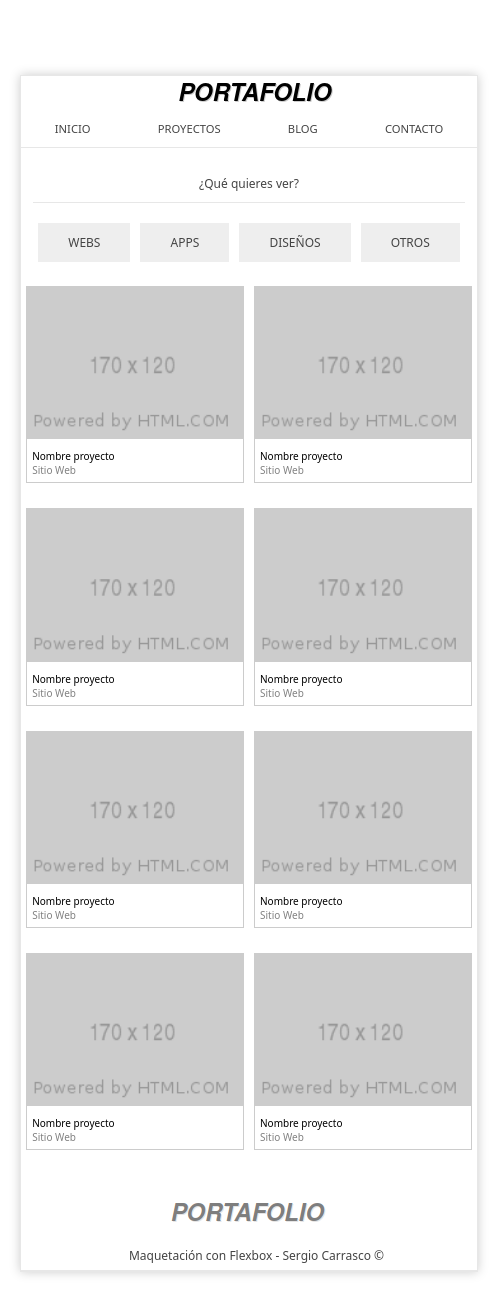 PORTAFOLIO
INICIO PROYECTOS BLOG CONTACTO
¿Qué quieres ver?
WEBS APPS DISEÑOS OTROS
170 x 120 170 x 120
Powered by HTML.COM Powered by HTML.COM
Nombre proyecto Nombre proyecto
Sitio Web Sitio Web
170 x 120 170 x 120
Powered by HTML.COM Powered by HTML.COM
Nombre proyecto Nombre proyecto
Sitio Web Sitio Web
170 x 120 170 x 120
Powered by HTML.COM Powered by HTML.COM
Nombre proyecto Nombre proyecto
Sitio Web Sitio Web
170 x 120 170 x 120
Powered by HTML.COM Powered by HTML.COM
Nombre proyecto Nombre proyecto
Sitio Web Sitio Web
PORTAFOLIO
Maquetación con Flexbox - Sergio Carrasco ©